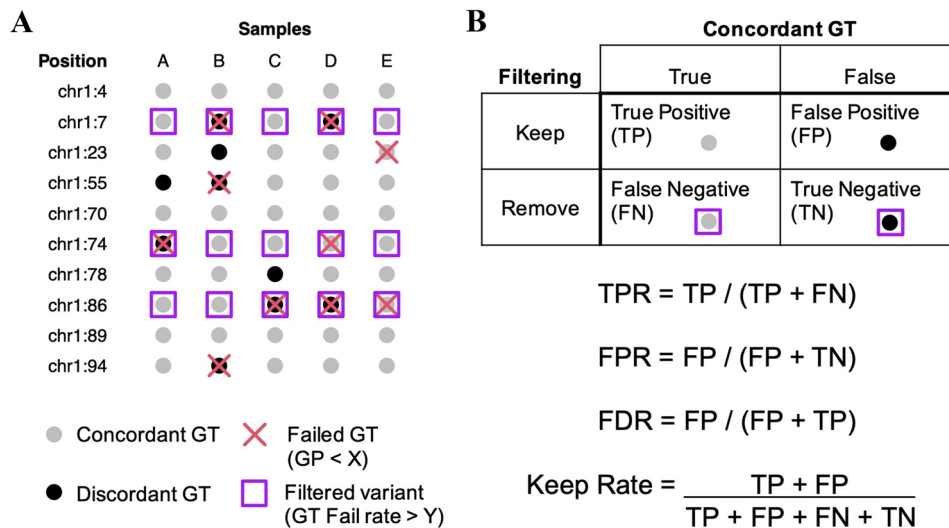 A
Samples
Position A B C D E
chr1:4
chr1:7
chr1:23
chr1:55
chr1:70
chr1:74
chr1:78
chr1:86
chr1:89
chr1:94
Concordant GT
Failed GT
(GP < X)
Discordant GT
Filtered variant
(GT Fail rate > Y)
B
Concordant GT
Filtering True False
Keep
True Positive
(TP)
False Positive
(FP)
Remove
False Negative
(FN)
True Negative
(TN)
TPR = TP / (TP + FN)
FPR = FP / (FP + TN)
FDR = FP / (FP + TP)
Keep Rate = TP + FP
TP + FP + FN + TN